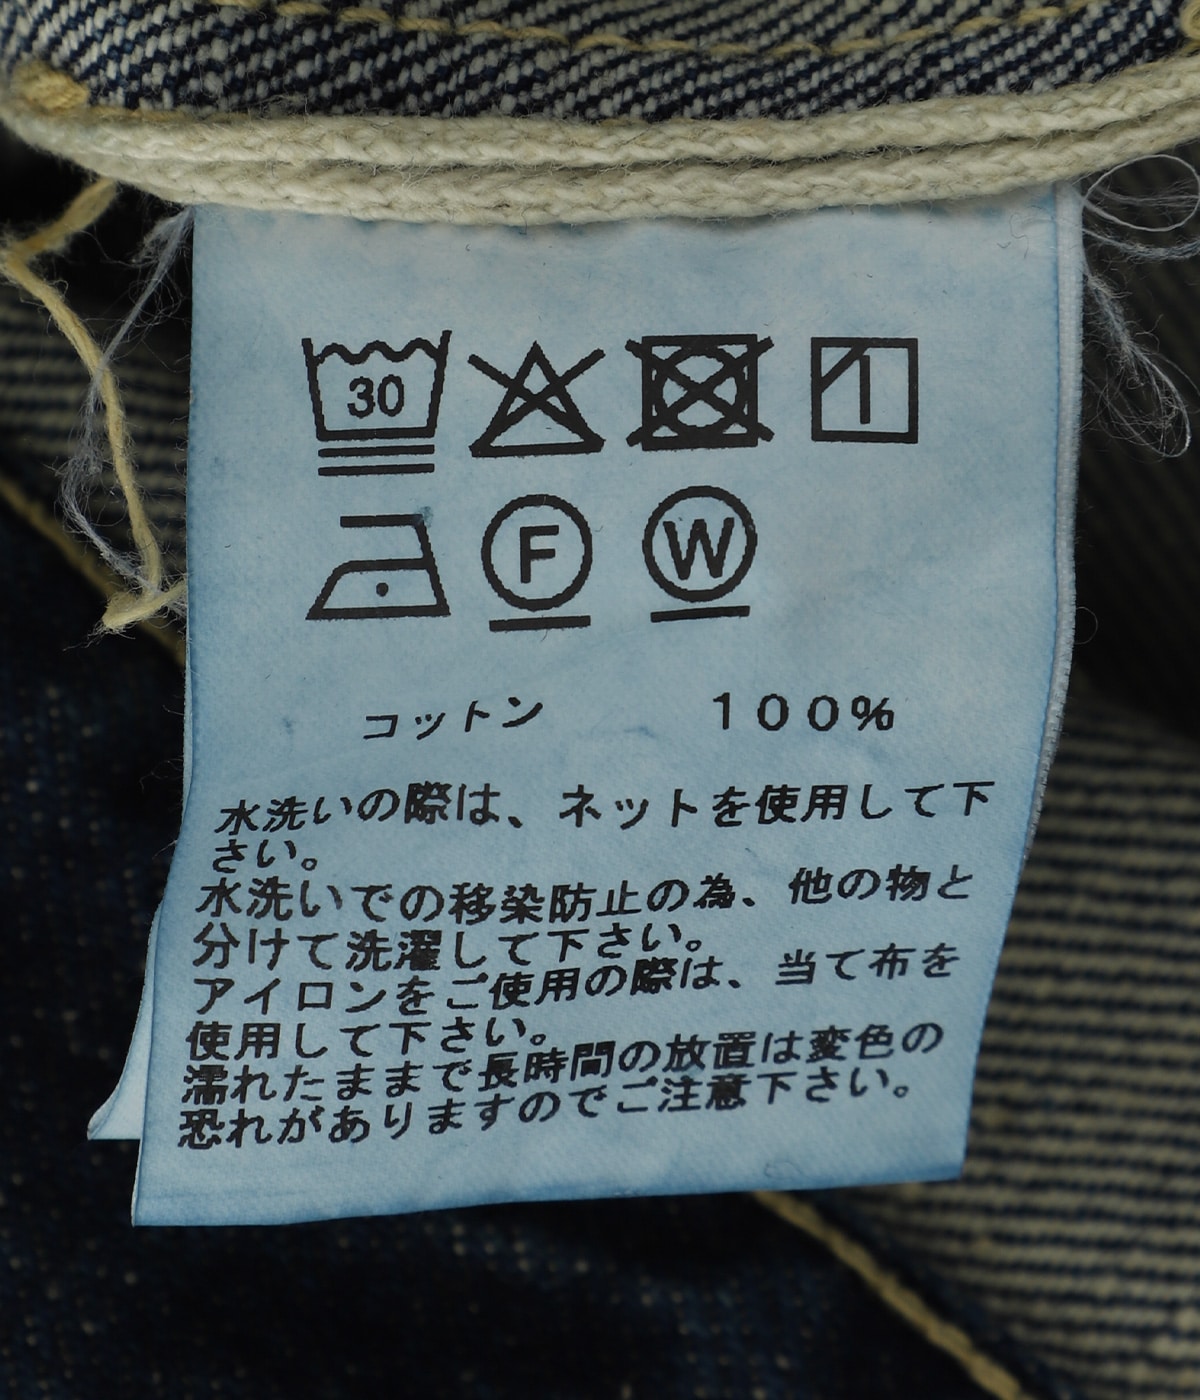 30
F
W
コットン 100%
水洗いの際は、ネットを使用して下
さい。
水洗いでの移染防止の為、他の物と
分けて洗濯して下さい。
アイロンをご使用の際は、当て布を
使用して下さい。
濡れたままで長時間の放置は変色の
恐れがありますのでご注意下さい。